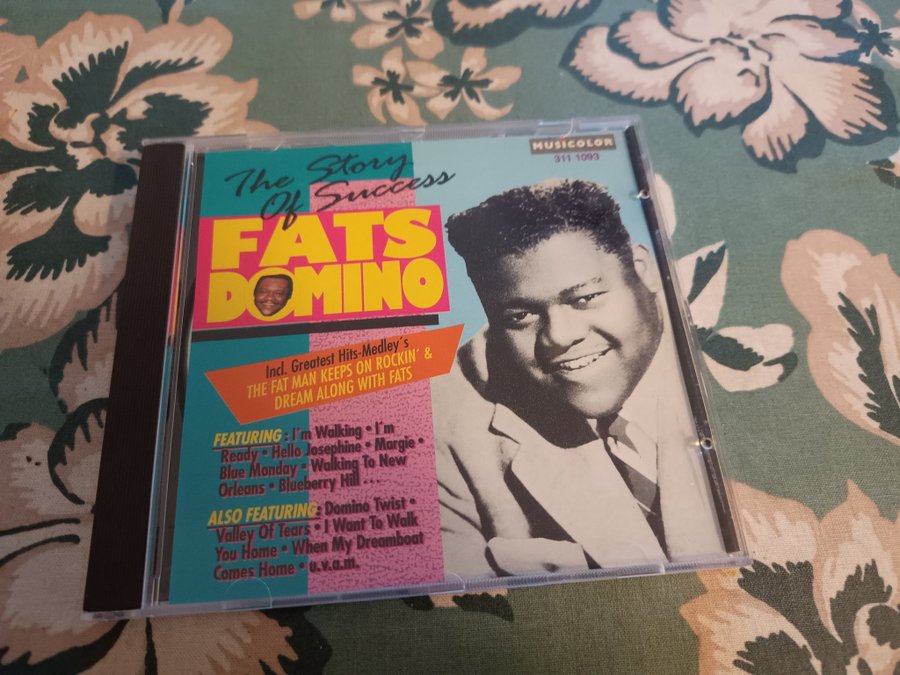 MUSICOLOR
311 1093
The Story
Of Success
FATS
DOMINO
Incl. Greatest Hits-Medley´s
THE FAT MAN KEEPS ON ROCKIN´ &
DREAM ALONG WITH FATS
FEATURING : I´m Walking • I´m
Ready • Hello Josephine • Margie •
Blue Monday • Walking To New
Orleans • Blueberry Hill . . .
ALSO FEATURING: Domino Twist •
Valley Of Tears • I Want To Walk
You Home • When My Dreamboat
Comes Home • u.v.a.m.